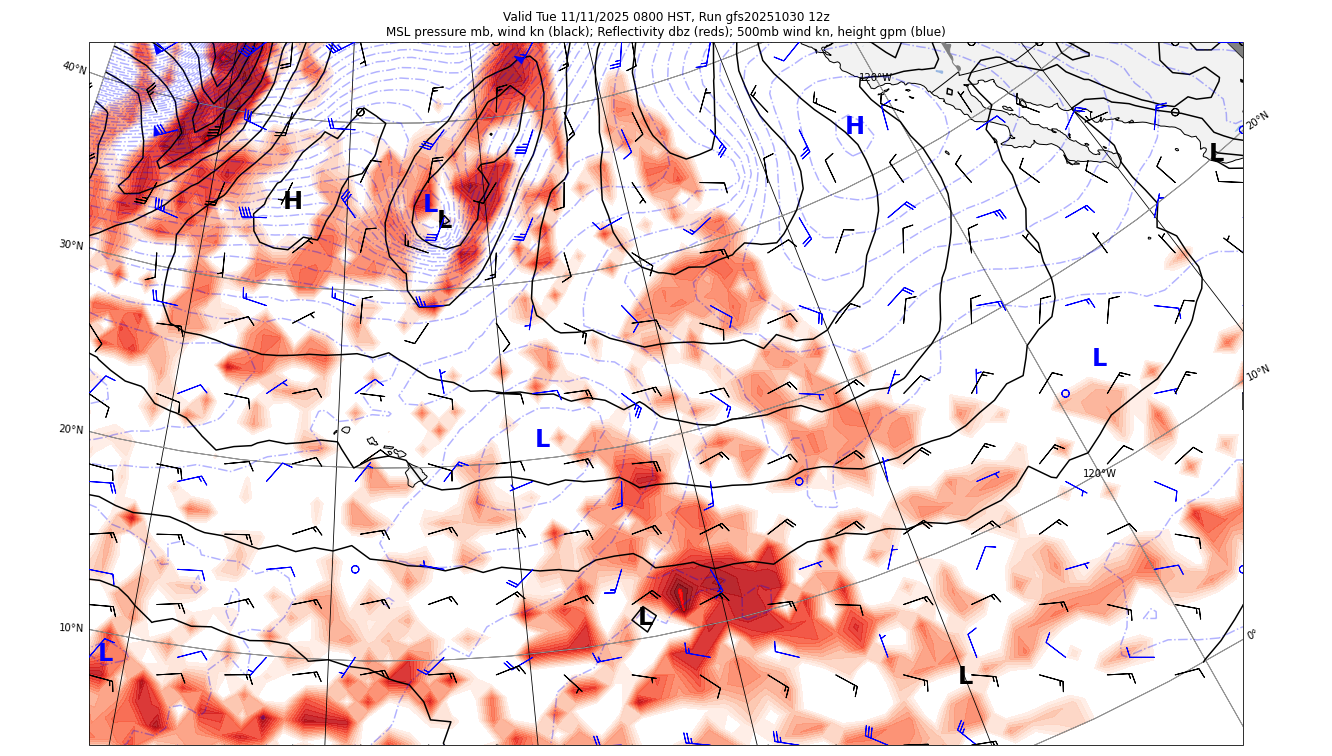 Valid Tue 11/11/2025 0800 HST, Run gfs20251030 12z
MSL pressure mb, wind kn (black); Reflectivity dbz (reds); 500mb wind kn, height gpm (blue)
40°N
120°W
H
20°N
L
H
L
L
30°N
L
10°N
20°N
L
120°W
10°N
L
0°
L
L